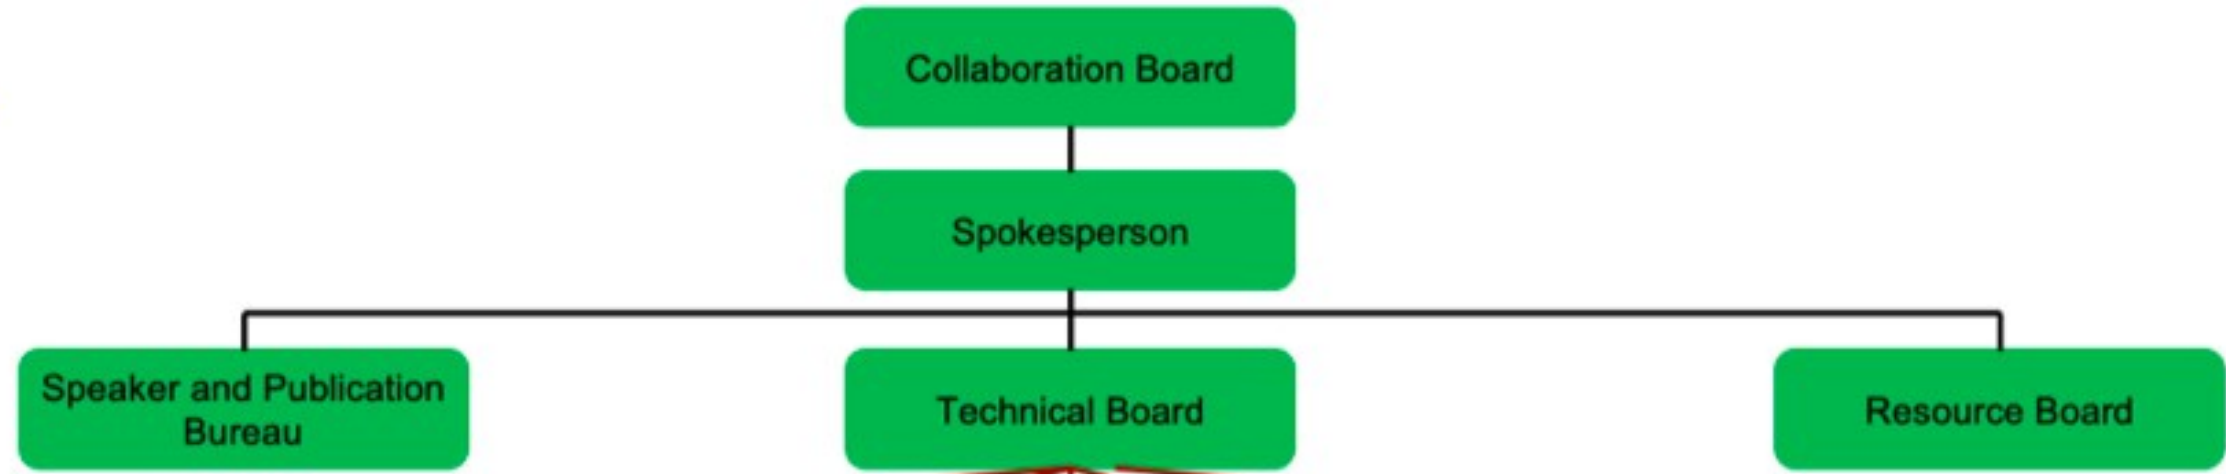 Collaboration Board
Spokesperson
Speaker and Publication
Bureau
Technical Board
Resource Board